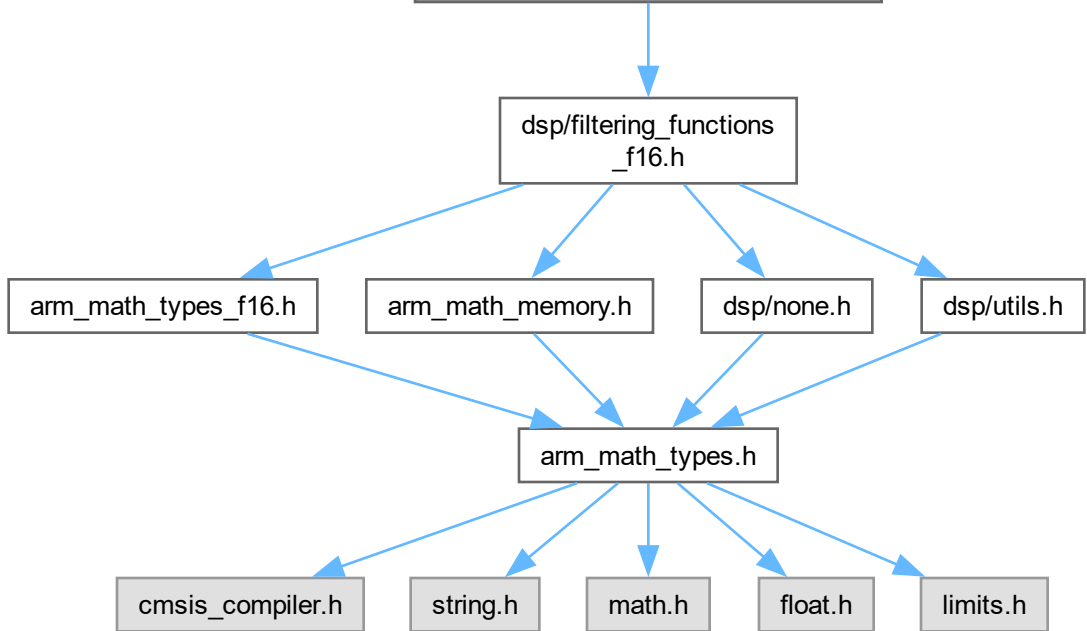 dsp/filtering_functions
_f16.h
arm_math_types_f16.h
arm_math_memory.h
dsp/none.h
dsp/utils.h
arm_math_types.h
cmsis_compiler.h
string.h
math.h
float.h
limits.h